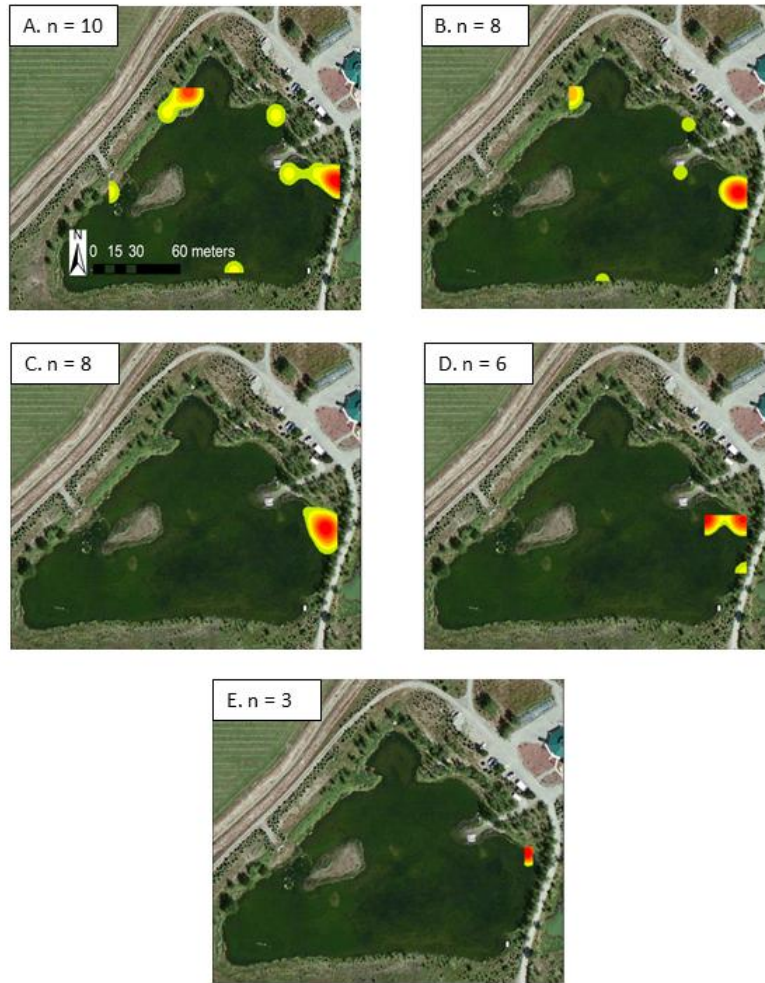 A. n = 10
B. n = 8
N
0 15 30 60 meters
C. n = 8
D. n = 6
E. n = 3